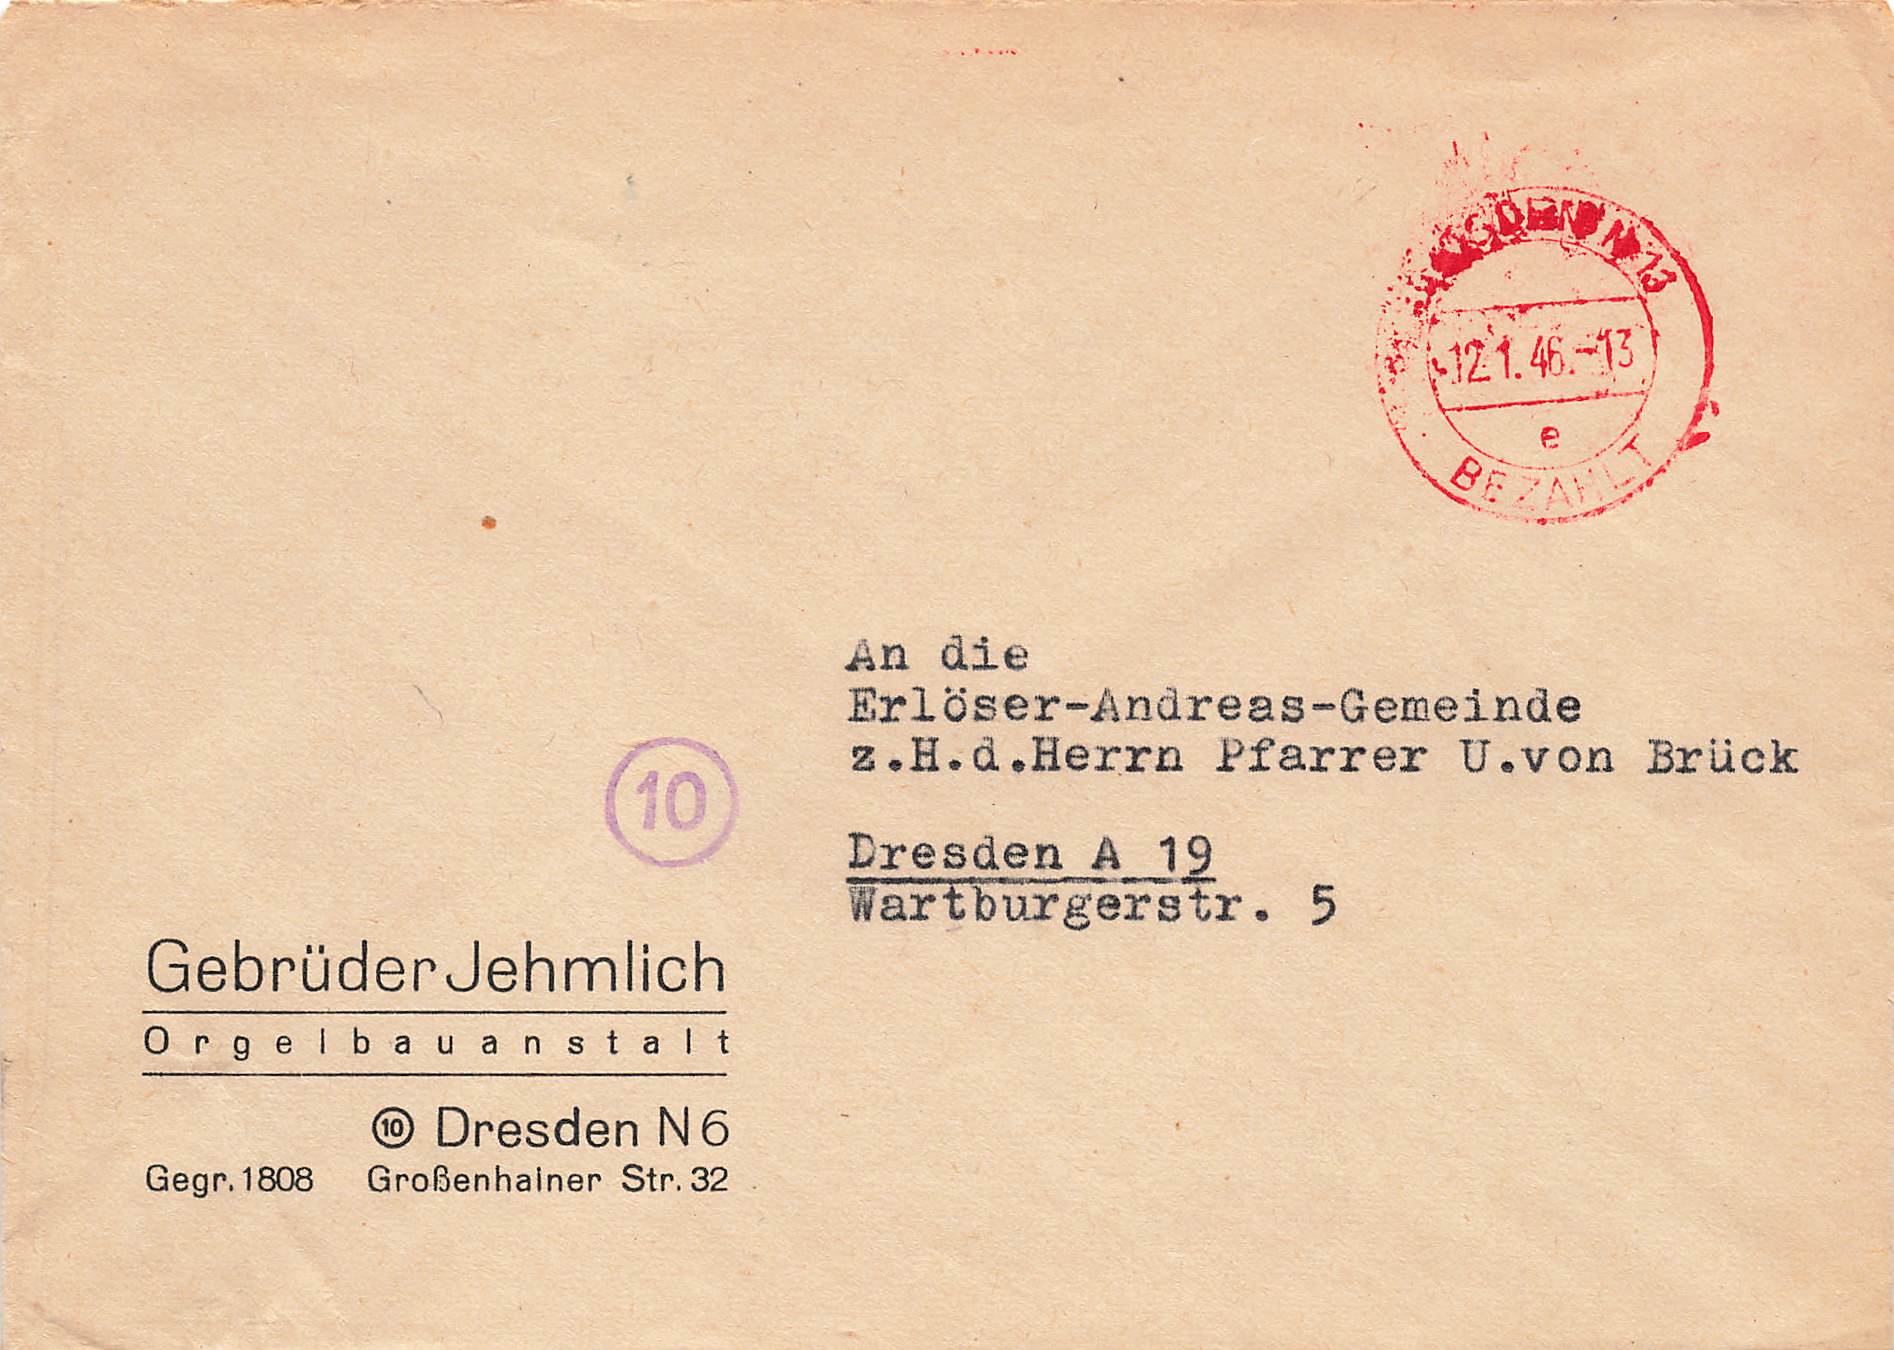 DRESDEN N 13
12.1.46.-13
e
BEZAHLT
An die
Erlöser-Andreas-Gemeinde
z.H.d.Herrn Pfarrer U.von Brück
10
Dresden A 19
Wartburgerstr. 5
Gebrüder Jehmlich
Orgelbauanstalt
10 Dresden N 6
Gegr. 1808 Großenhainer Str. 32